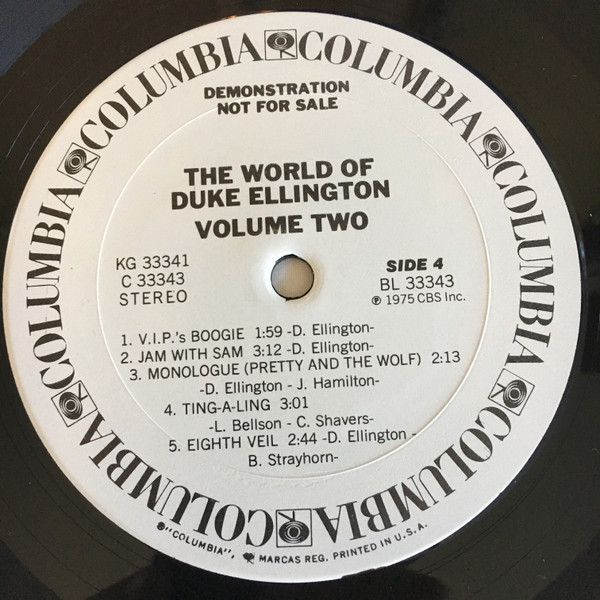 COLUMBIA COLUMBIA COLUMBIA COLUMBIA COLUMBIA COLUMBIA COLUMBIA COLUMBIA
DEMONSTRATION
NOT FOR SALE
THE WORLD OF
DUKE ELLINGTON
VOLUME TWO
KG 33341
C 33343
STEREO
SIDE 4
BL 33343
℗ 1975 CBS Inc.
1. V.I.P.'s BOOGIE 1:59 -D. Ellington-
2. JAM WITH SAM 3:12 -D. Ellington-
3. MONOLOGUE (PRETTY AND THE WOLF) 2:13
-D. Ellington - J. Hamilton-
4. TING-A-LING 3:01
-L. Bellson - C. Shavers-
5. EIGHTH VEIL 2:44 -D. Ellington -
B. Strayhorn-
®"COLUMBIA", MARCAS REG. PRINTED IN U.S.A.